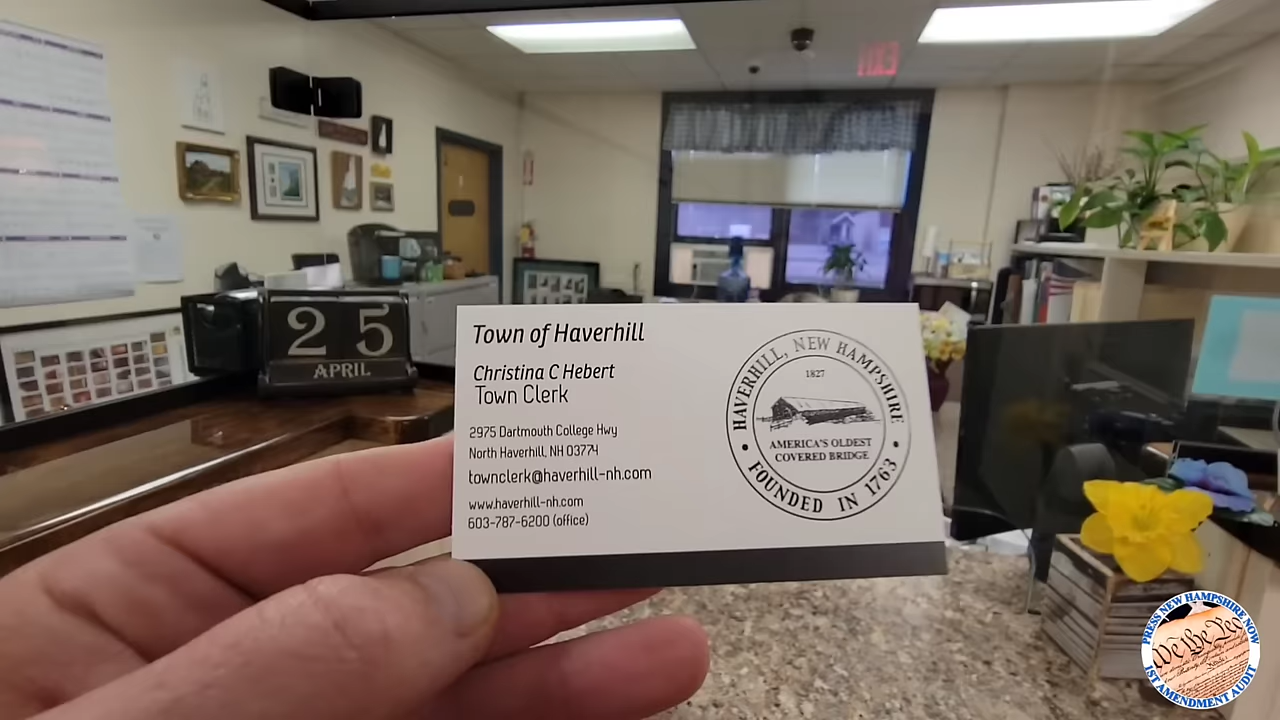 EXIT
25
APRIL
Town of Haverhill
Christina C Hebert
Town Clerk
2975 Dartmouth College Hwy
North Haverhill, NH 03774
townclerk@haverhill-nh.com
www.haverhill-nh.com
603-787-6200 (office)
HAVERHILL, NEW HAMPSHIRE
1827
AMERICA'S OLDEST
COVERED BRIDGE
FOUNDED IN 1763
PRESS NEW HAMPSHIRE NOW
We the Peo
1ST AMENDMENT AUDIT